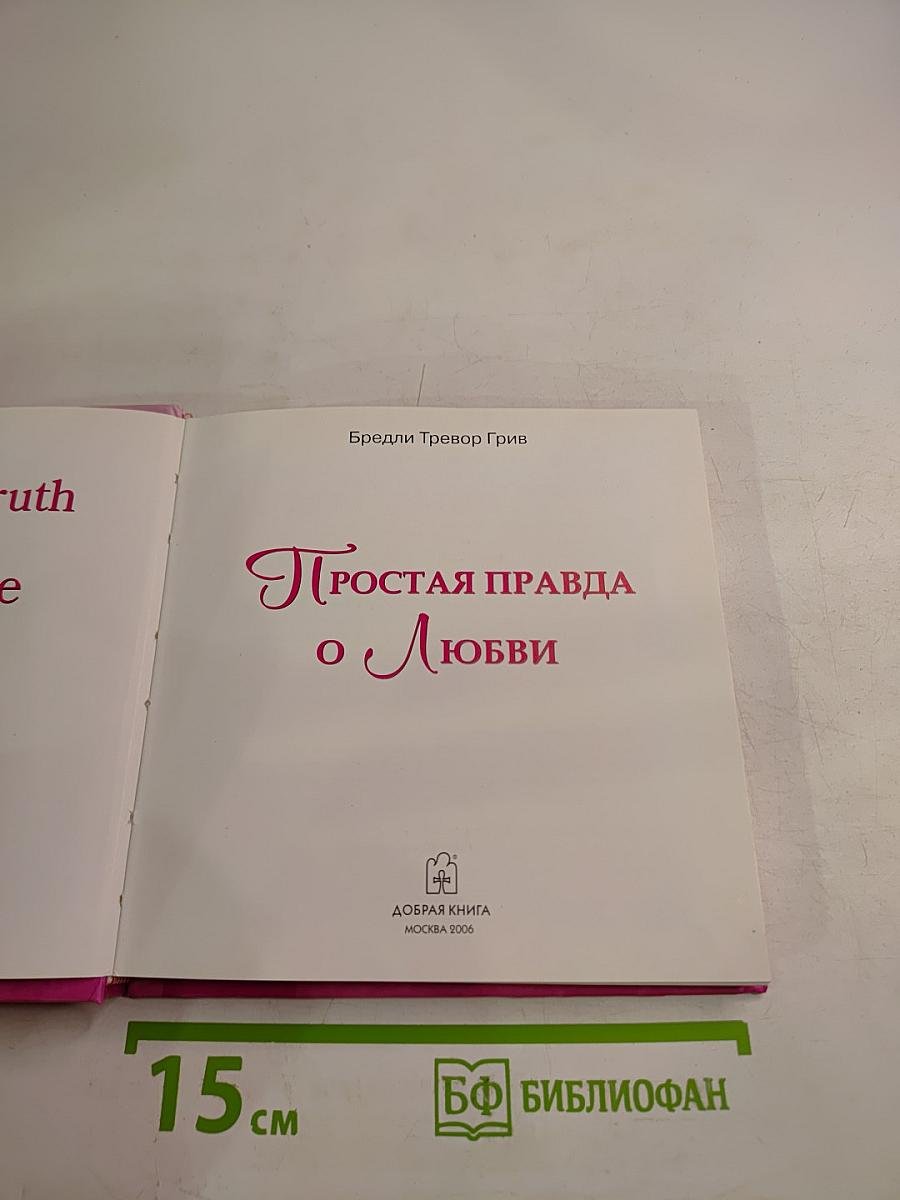 Бредли Тревор Грив
ruth
e
Простая правда
о Любви
ДОБРАЯ КНИГА
МОСКВА 2006
15 см
БФ БИБЛИОФАН